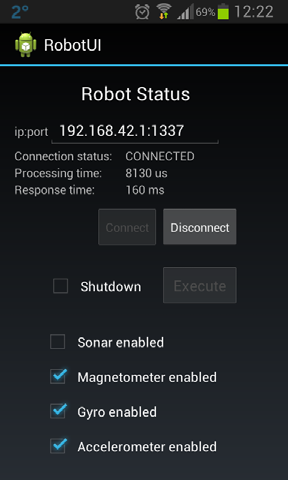 2° 69% 12:22
RobotUI
Robot Status
ip:port 192.168.42.1:1337
Connection status: CONNECTED
Processing time: 8130 us
Response time: 160 ms
Connect Disconnect
Shutdown Execute
Sonar enabled
Magnetometer enabled
Gyro enabled
Accelerometer enabled